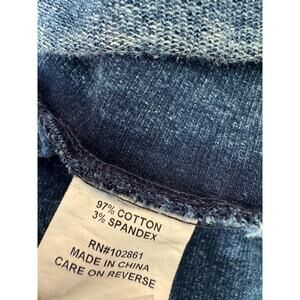 97% COTTON
3% SPANDEX
RN#102861
MADE IN CHINA
CARE ON REVERSE